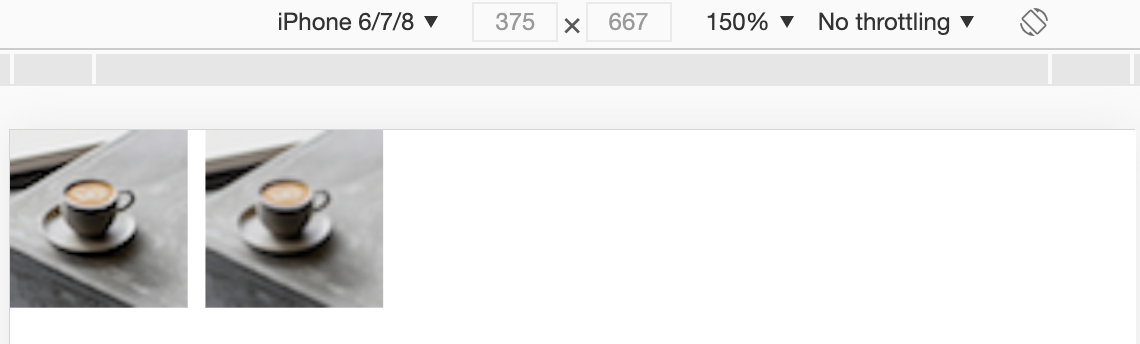 iPhone 6/7/8 ▼ 375 × 667 150% ▼ No throttling ▼